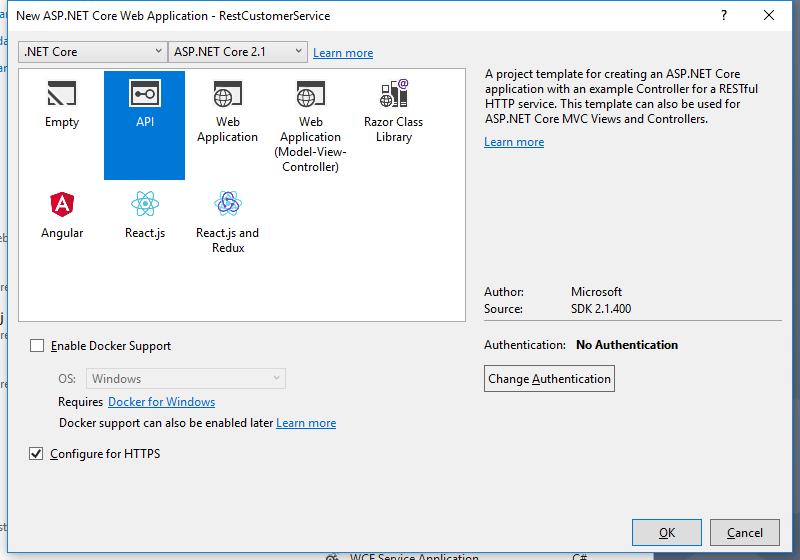 New ASP.NET Core Web Application - RestCustomerService
?
.NET Core
ASP.NET Core 2.1
Learn more
Empty
API
Web
Application
Web
Application
(Model-View-
Controller)
Razor Class
Library
Angular
React.js
React.js and
Redux
A project template for creating an ASP.NET Core
application with an example Controller for a RESTful
HTTP service. This template can also be used for
ASP.NET Core MVC Views and Controllers.
Learn more
Author: Microsoft
Source: SDK 2.1.400
Authentication: No Authentication
Change Authentication
Enable Docker Support
OS: Windows
Requires Docker for Windows
Docker support can also be enabled later Learn more
Configure for HTTPS
OK
Cancel
WCF Service Application C#